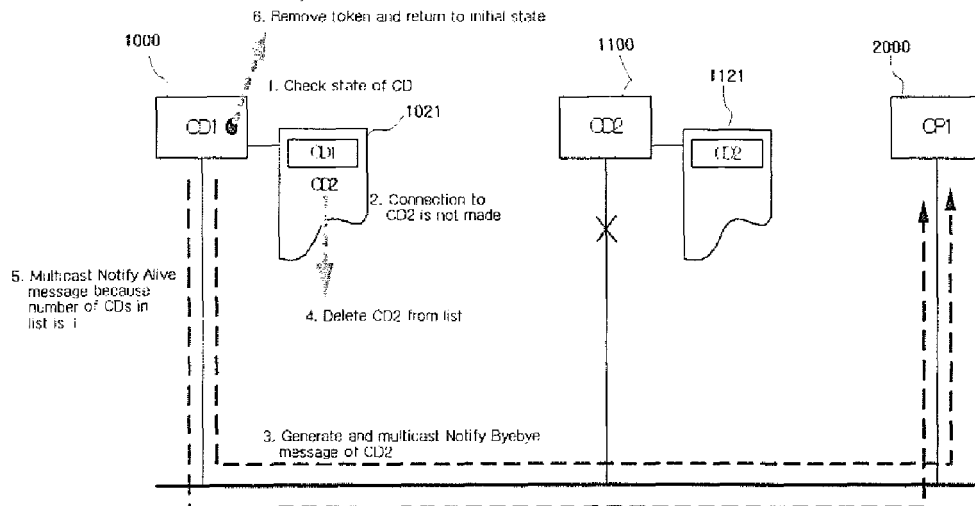 6. Remove token and return to initial state
1000
1100
2000
1. Check state of CD
1021
1121
CD1
CD2
CP1
CD1
CD2
CD2
2. Connection to
CD2 is not made
5. Multicast Notify Alive
message because
number of CDs in
list is 1
4. Delete CD2 from list
3. Generate and multicast Notify Byebye
message of CD2